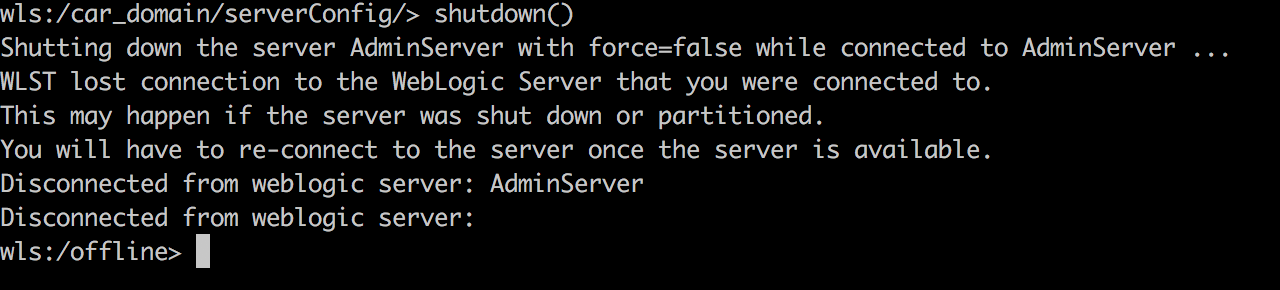 wls:/car_domain/serverConfig/> shutdown()
Shutting down the server AdminServer with force=false while connected to AdminServer ...
WLST lost connection to the WebLogic Server that you were connected to.
This may happen if the server was shut down or partitioned.
You will have to re-connect to the server once the server is available.
Disconnected from weblogic server: AdminServer
Disconnected from weblogic server:
wls:/offline>